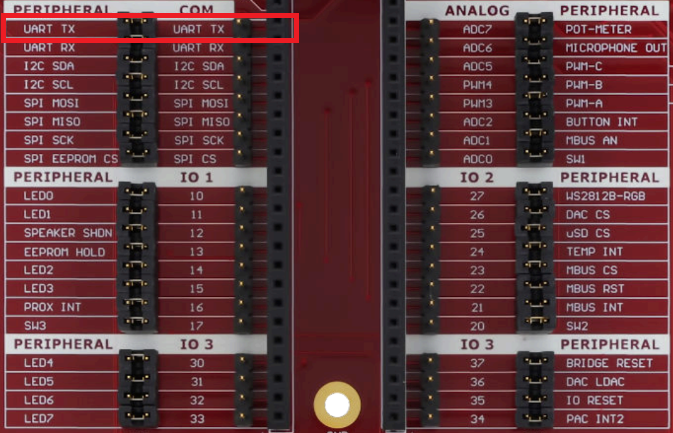 PERIPHERAL COM
UART TX UART TX
UART RX UART RX
I2C SDA I2C SDA
I2C SCL I2C SCL
SPI MOSI SPI MOSI
SPI MISO SPI MISO
SPI SCK SPI SCK
SPI EEPROM CS SPI CS
PERIPHERAL IO 1
LED0 10
LED1 11
SPEAKER SHDN 12
EEPROM HOLD 13
LED2 14
LED3 15
PROX INT 16
SW3 17
PERIPHERAL IO 3
LED4 30
LED5 31
LED6 32
LED7 33
ANALOG PERIPHERAL
ADC7 POT-METER
ADC6 MICROPHONE OUT
ADC5 PWM-C
PWM4 PWM-B
PWM3 PWM-A
ADC2 BUTTON INT
ADC1 MBUS AN
ADC0 SW1
IO 2 PERIPHERAL
27 WS2812B-RGB
26 DAC CS
25 uSD CS
24 TEMP INT
23 MBUS CS
22 MBUS RST
21 MBUS INT
20 SW2
IO 3 PERIPHERAL
37 BRIDGE RESET
36 DAC LDAC
35 IO RESET
34 PAC INT2